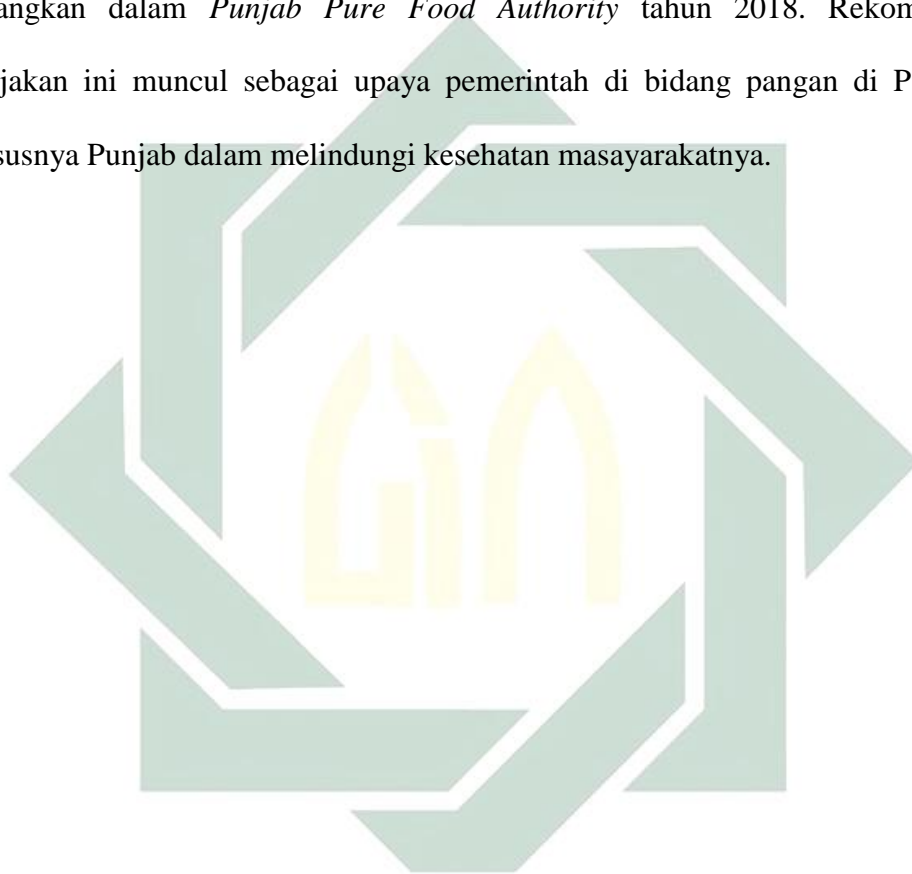 angkan dalam Punjab Pure Food Authority tahun 2018. Rekom
jakan ini muncul sebagai upaya pemerintah di bidang pangan di P
susnya Punjab dalam melindungi kesehatan masayarakatnya.